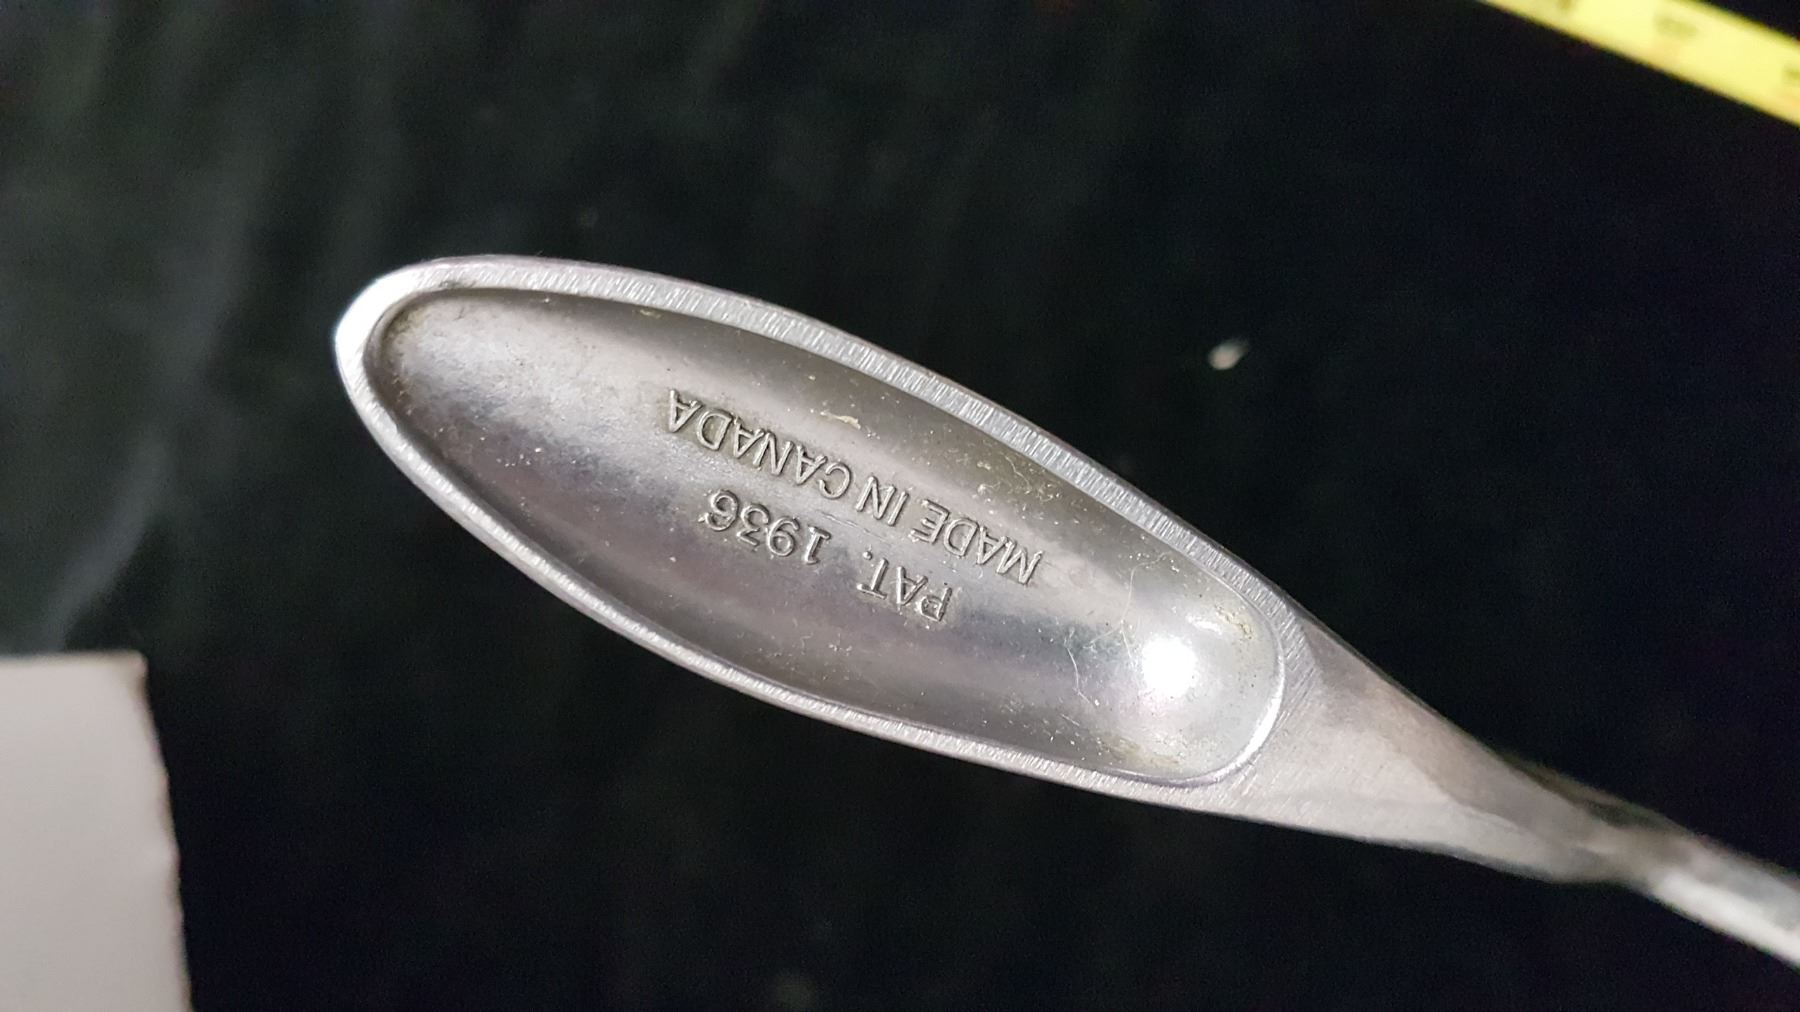 PAT. 1936
MADE IN CANADA